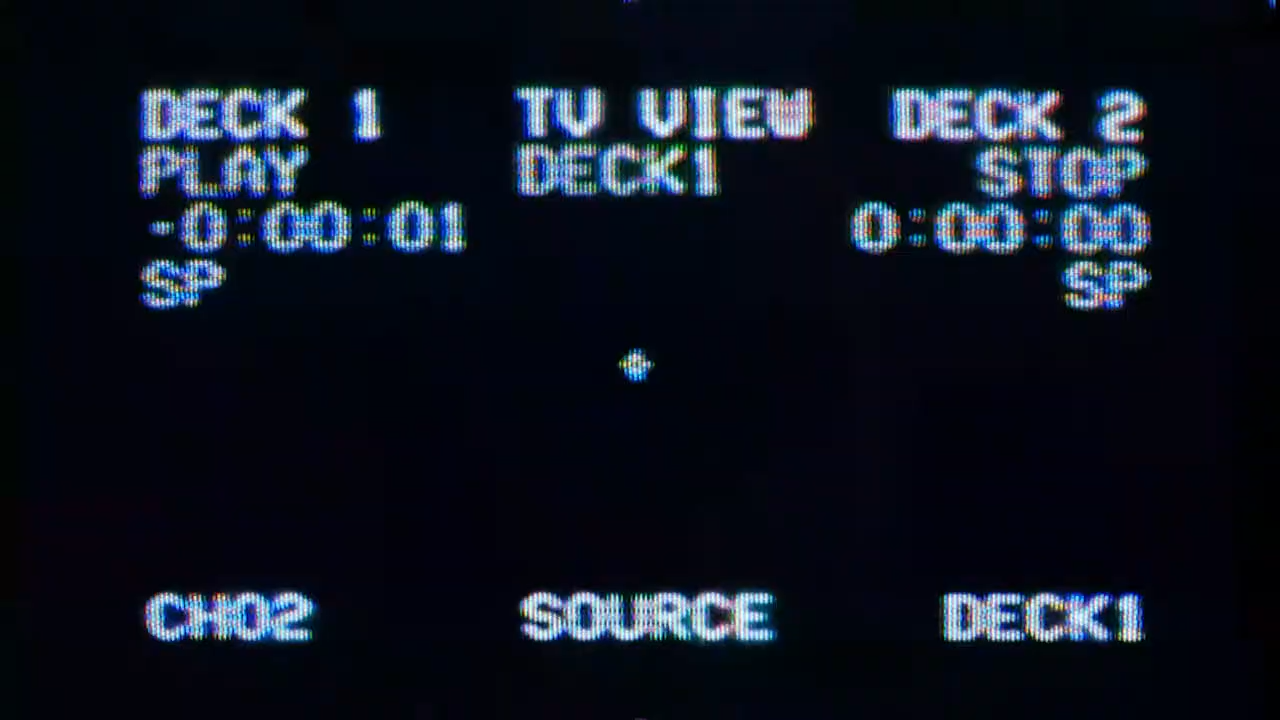 DECK 1 TV VIEW DECK 2
PLAY DECK1 STOP
-0:00:01 0:00:00
SP SP
CH02 SOURCE DECK1